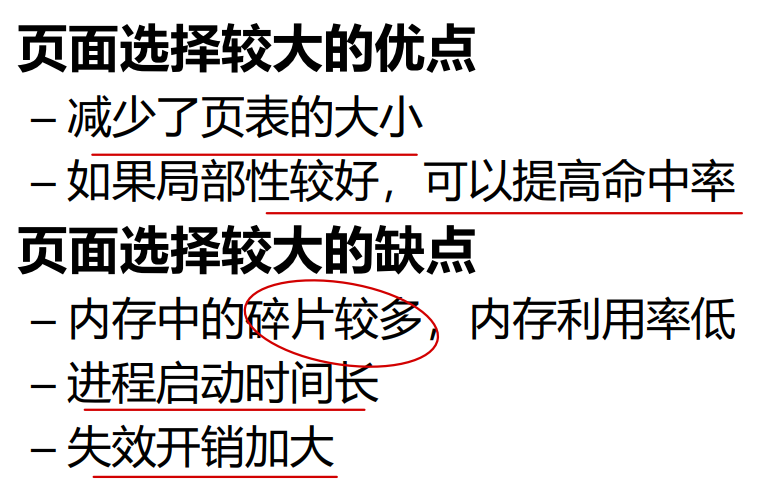 页面选择较大的优点
– 减少了页表的大小
– 如果局部性较好，可以提高命中率
页面选择较大的缺点
– 内存中的碎片较多，内存利用率低
– 进程启动时间长
– 失效开销加大